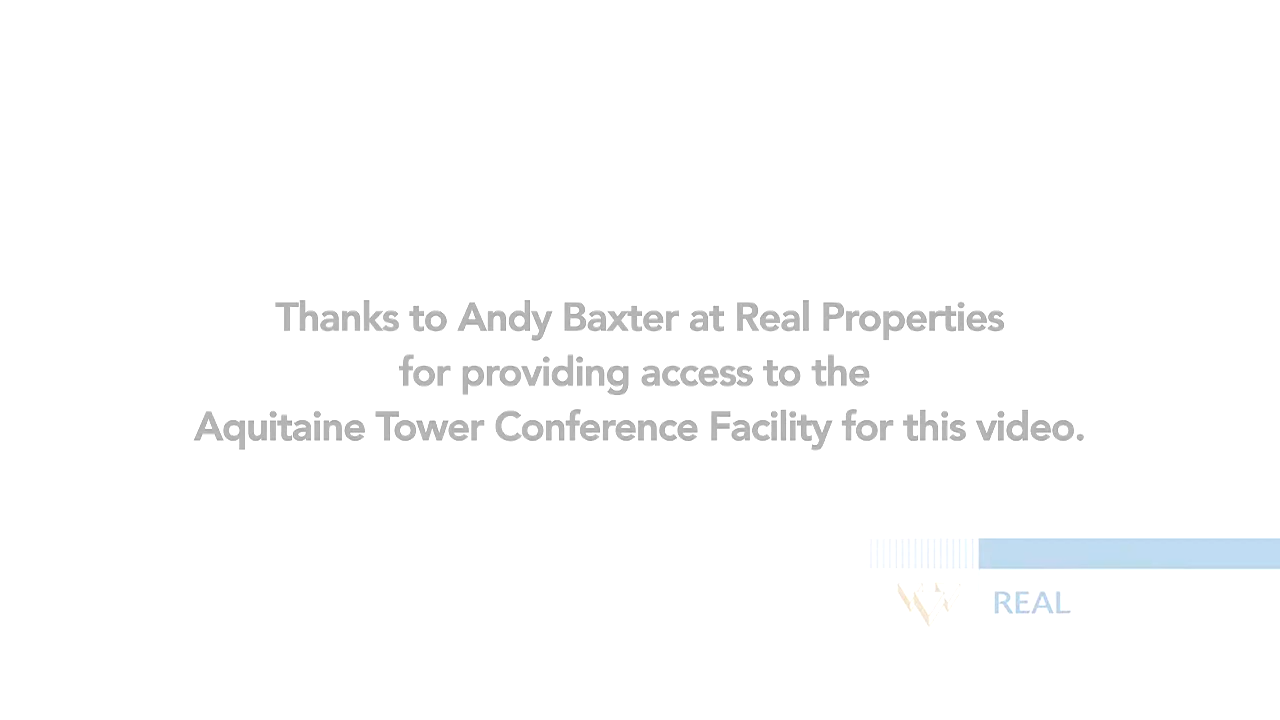 Thanks to Andy Baxter at Real Properties
for providing access to the
Aquitaine Tower Conference Facility for this video.
REAL